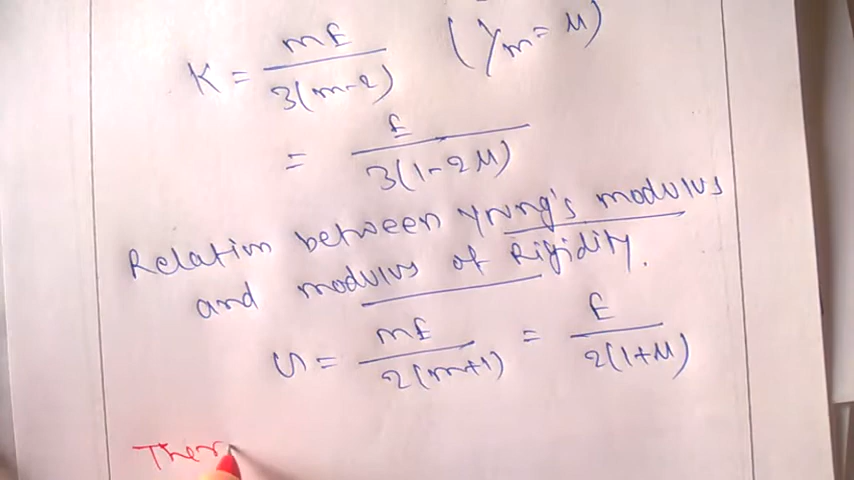 K = mE / 3(m-2) (1/m = μ)
= E / 3(1-2μ)
Relation between Young's modulus
and modulus of Rigidity.
G = mE / 2(m+1) = E / 2(1+μ)
Ther